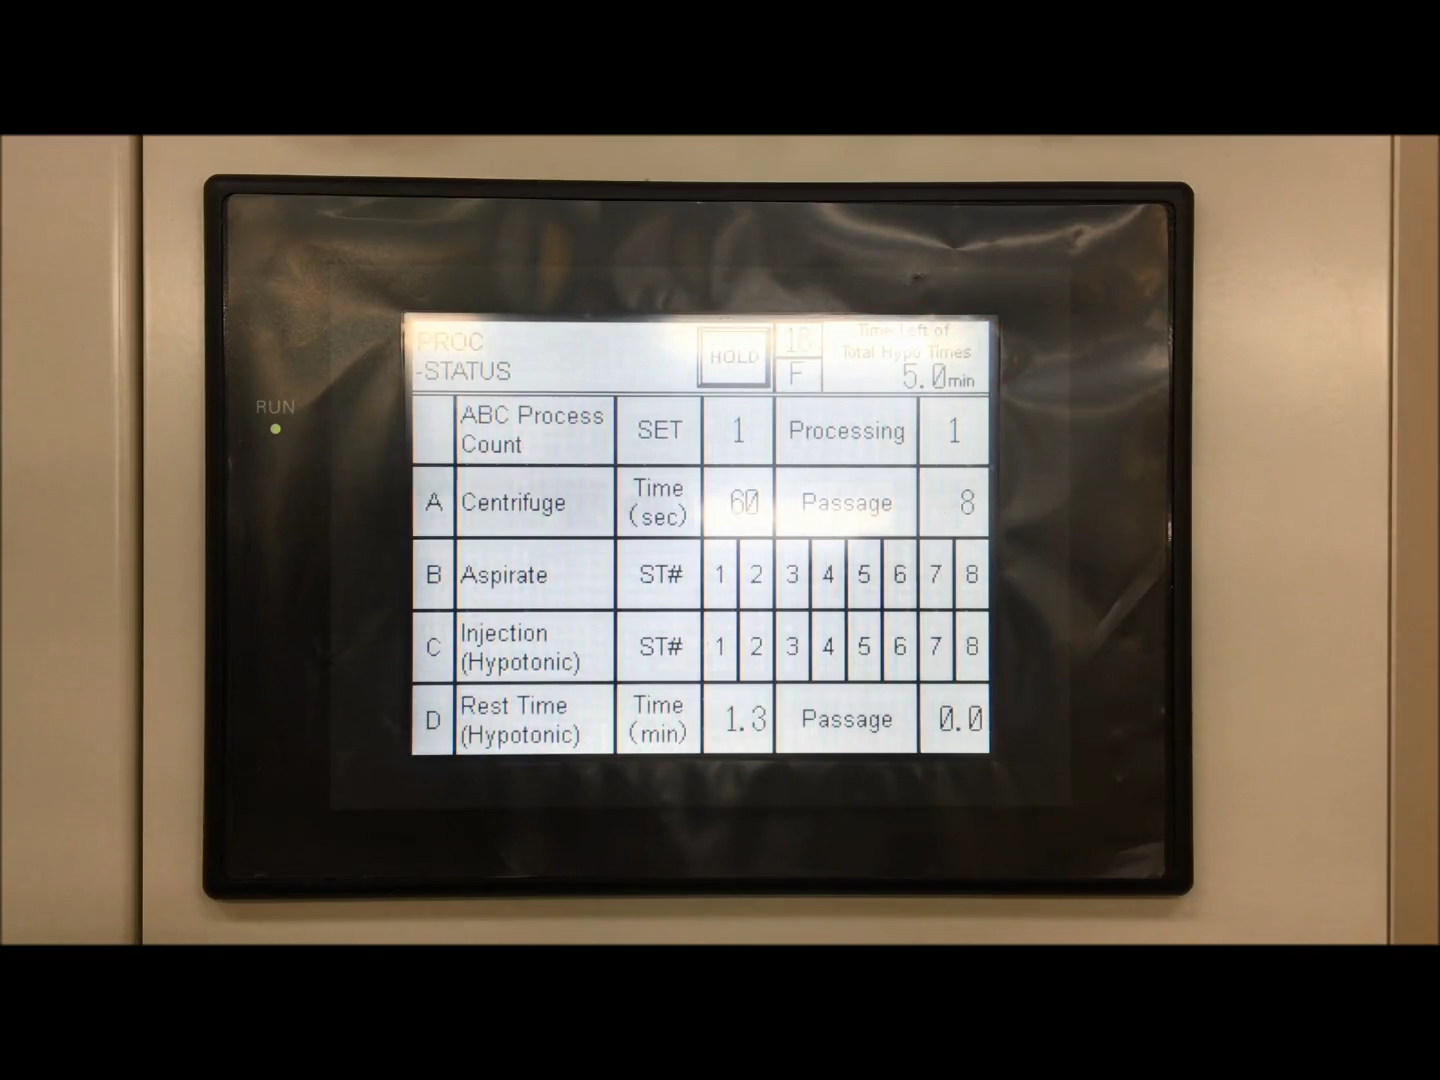 RUN
PROC
-STATUS
HOLD
F
Time Left of
Total Hypo Times
5.0min
ABC Process
Count
SET
1
Processing
1
A
Centrifuge
Time
(sec)
60
Passage
8
B
Aspirate
ST#
1 2 3 4 5 6 7 8
C
Injection
(Hypotonic)
ST#
1 2 3 4 5 6 7 8
D
Rest Time
(Hypotonic)
Time
(min)
1.3
Passage
0.0